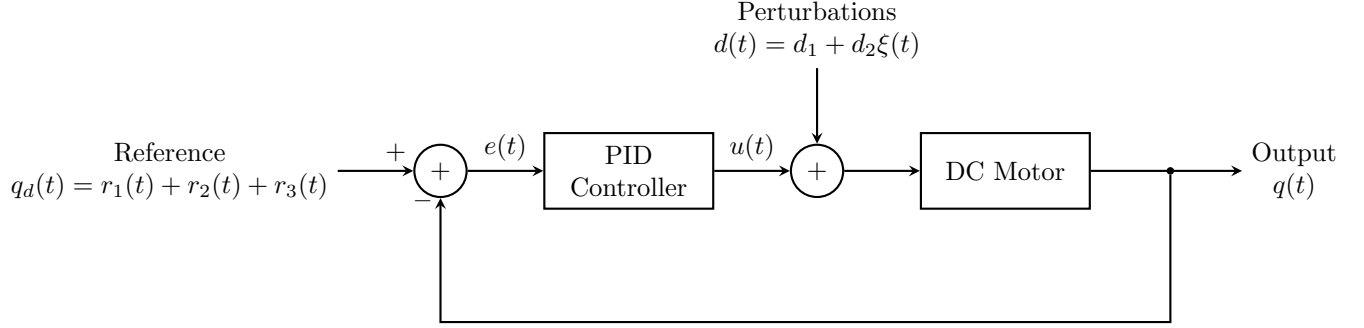 Perturbations
d(t) = d₁ + d₂ξ(t)
Reference
q_d(t) = r₁(t) + r₂(t) + r₃(t)
+
−
+
e(t)
PID
Controller
u(t)
+
DC Motor
Output
q(t)